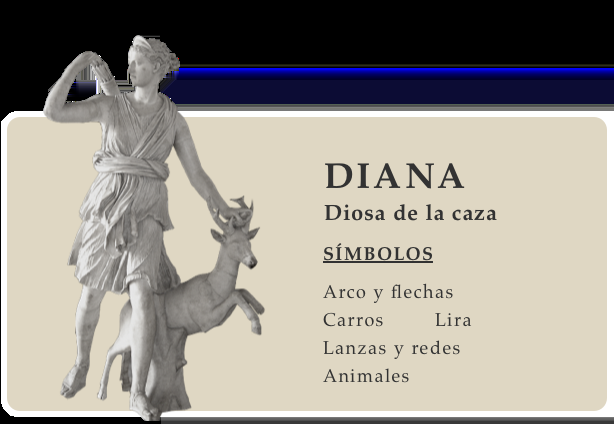 DIANA
Diosa de la caza
SÍMBOLOS
Arco y flechas
Carros Lira
Lanzas y redes
Animales